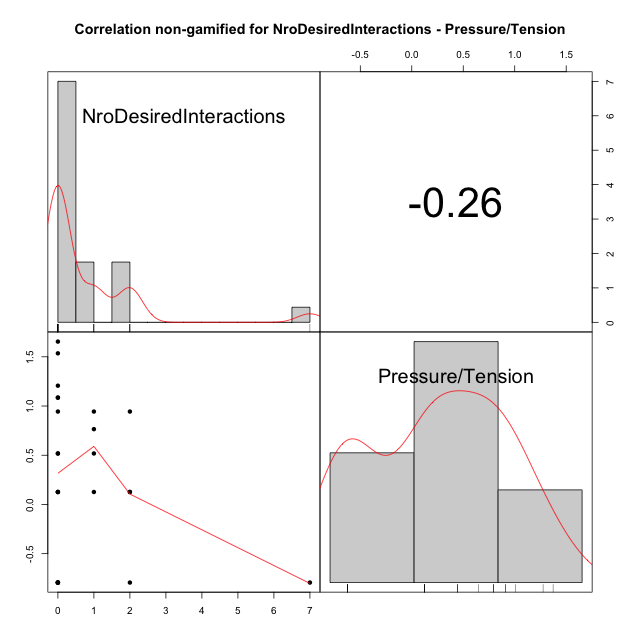 Correlation non-gamified for NroDesiredInteractions - Pressure/Tension
-0.5 0.0 0.5 1.0 1.5
NroDesiredInteractions
-0.26
0 1 2 3 4 5 6 7
Pressure/Tension
-0.5 0.0 0.5 1.0 1.5
0 1 2 3 4 5 6 7